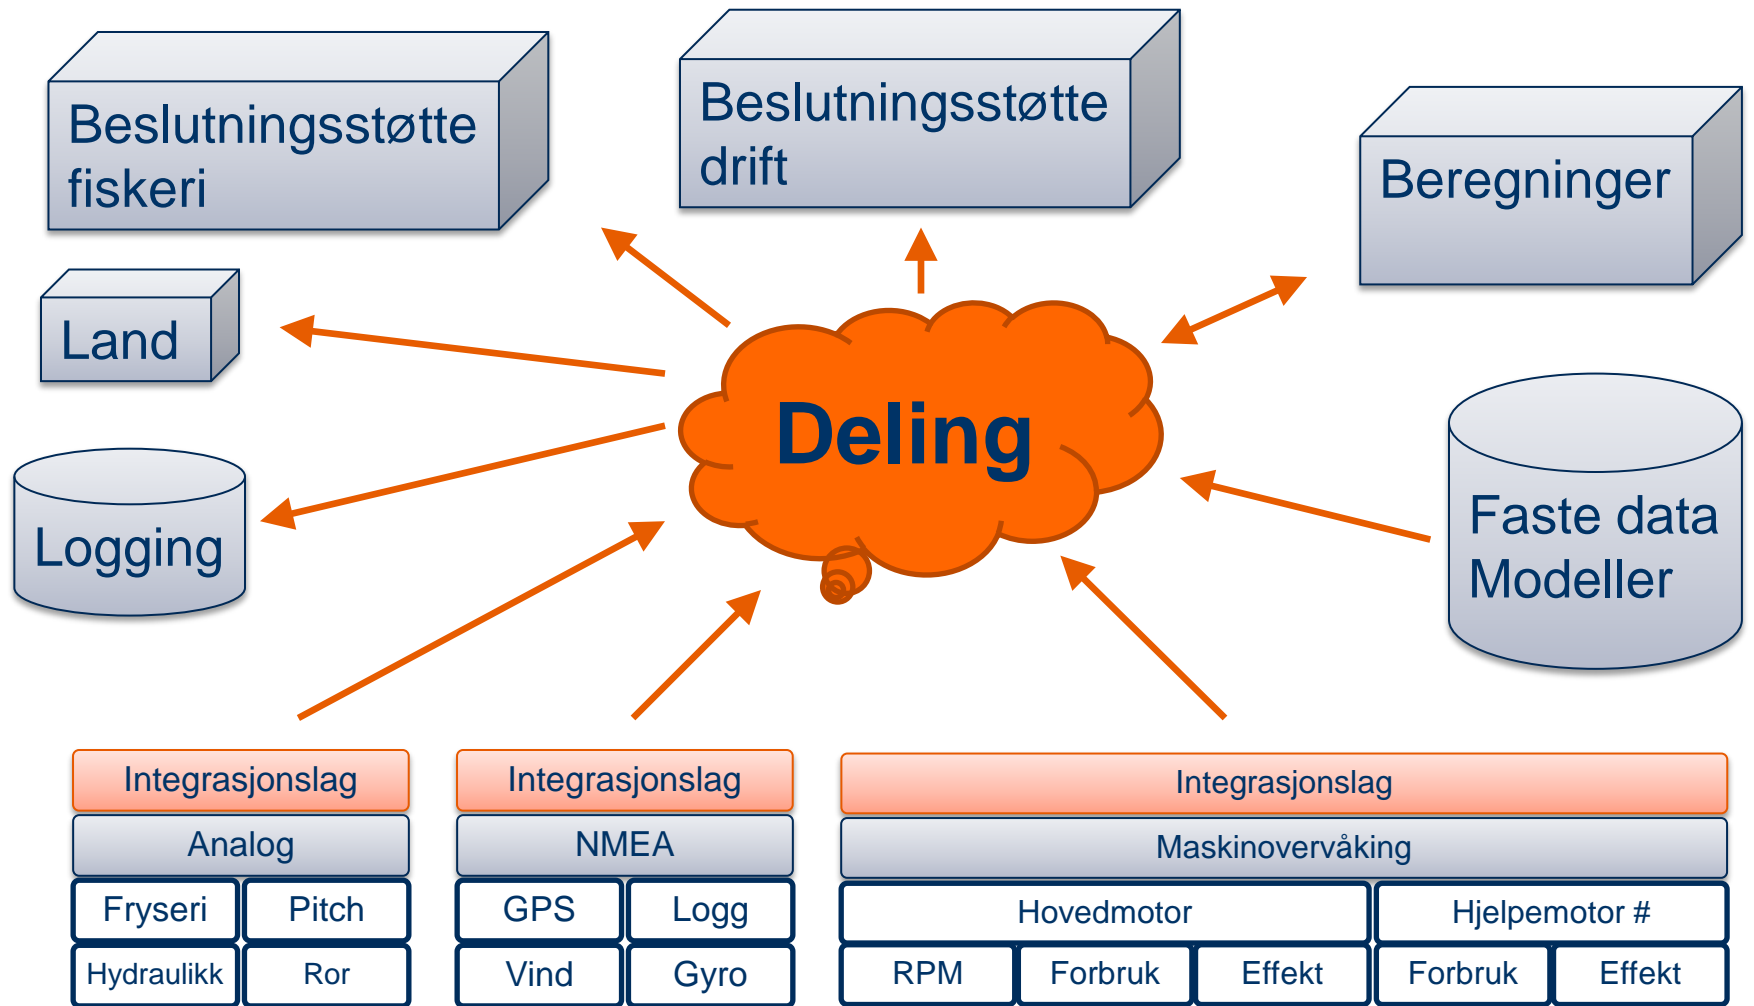 Beslutningsstøtte
fiskeri
Beslutningsstøtte
drift
Beregninger
Land
Deling
Logging
Faste data
Modeller
Integrasjonslag
Analog
Fryseri Pitch
Hydraulikk Ror
Integrasjonslag
NMEA
GPS Logg
Vind Gyro
Integrasjonslag
Maskinovervåking
Hovedmotor Hjelpemotor #
RPM Forbruk Effekt Forbruk Effekt